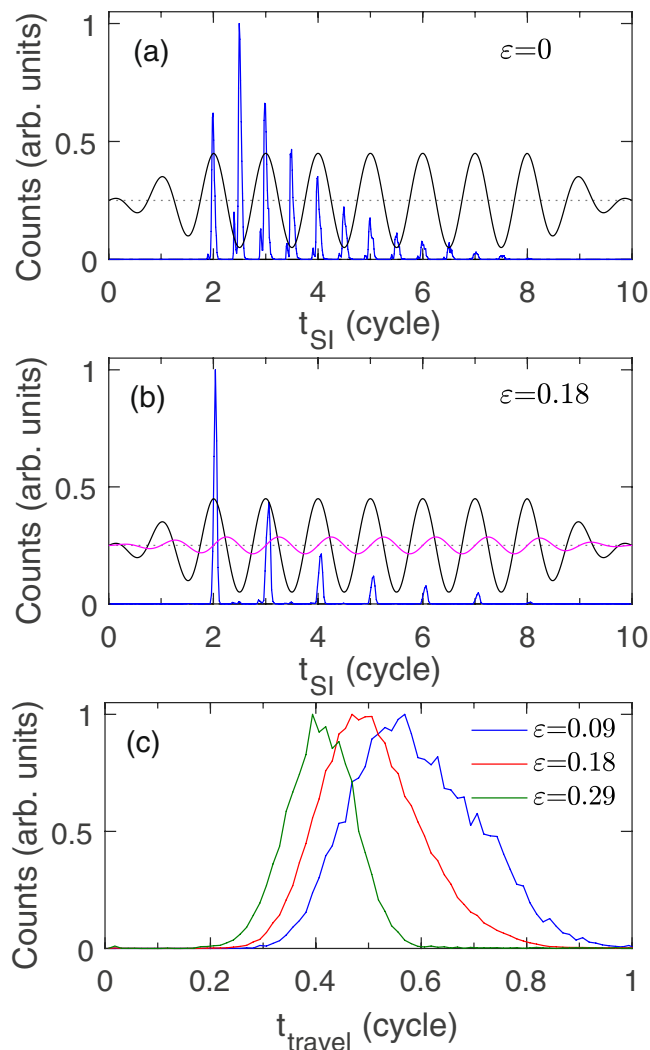 (a)
ε=0
Counts (arb. units)
1
0.5
0
0 2 4 6 8 10
t_SI (cycle)
(b)
ε=0.18
Counts (arb. units)
1
0.5
0
0 2 4 6 8 10
t_SI (cycle)
(c)
ε=0.09
ε=0.18
ε=0.29
Counts (arb. units)
1
0.5
0
0 0.2 0.4 0.6 0.8 1
t_travel (cycle)